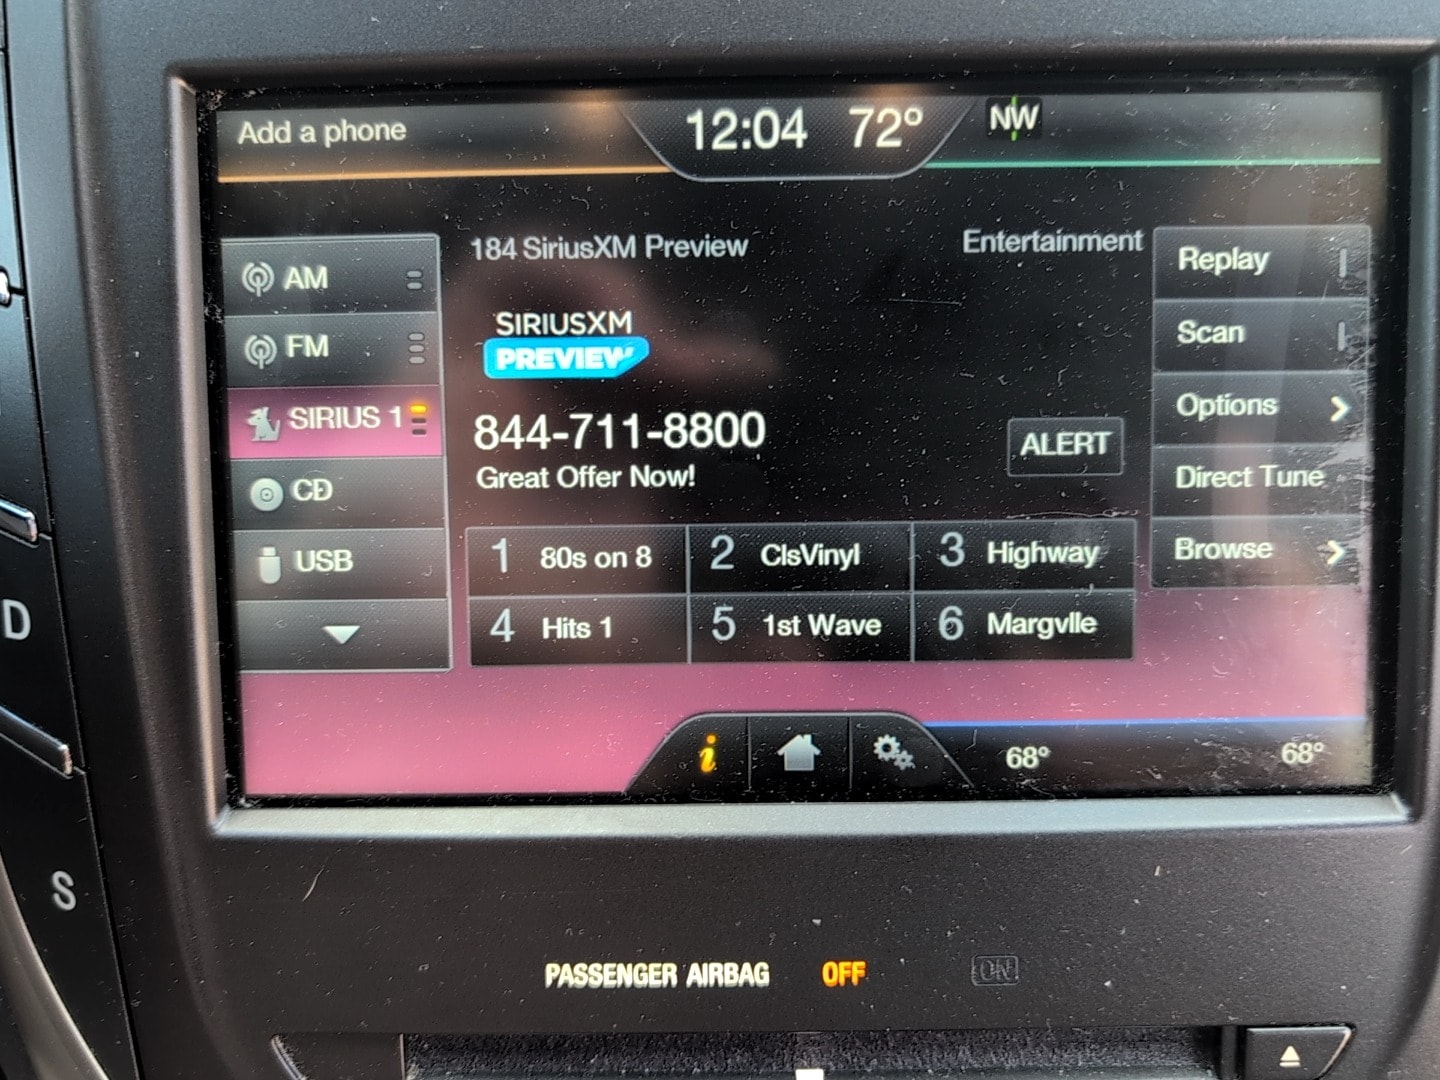 Add a phone
12:04 72° NW
184 SiriusXM Preview
Entertainment
AM
FM
SIRIUS 1
CD
USB
SIRIUSXM
PREVIEW
844-711-8800
Great Offer Now!
ALERT
1 80s on 8
2 ClsVinyl
3 Highway
4 Hits 1
5 1st Wave
6 Margvlle
Replay
Scan
Options
Direct Tune
Browse
i
68°
68°
D
S
PASSENGER AIRBAG OFF ON